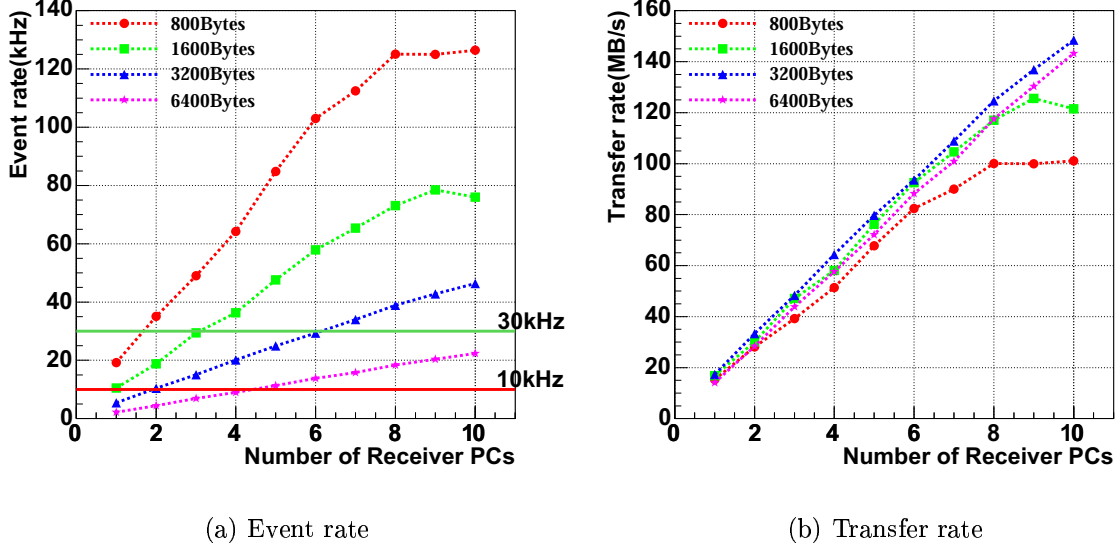 Event rate(kHz)
140
120
100
80
60
40
20
0
800Bytes
1600Bytes
3200Bytes
6400Bytes
30kHz
10kHz
0 2 4 6 8 10
Number of Receiver PCs
(a) Event rate
Transfer rate(MB/s)
160
140
120
100
80
60
40
20
0
800Bytes
1600Bytes
3200Bytes
6400Bytes
0 2 4 6 8 10
Number of Receiver PCs
(b) Transfer rate